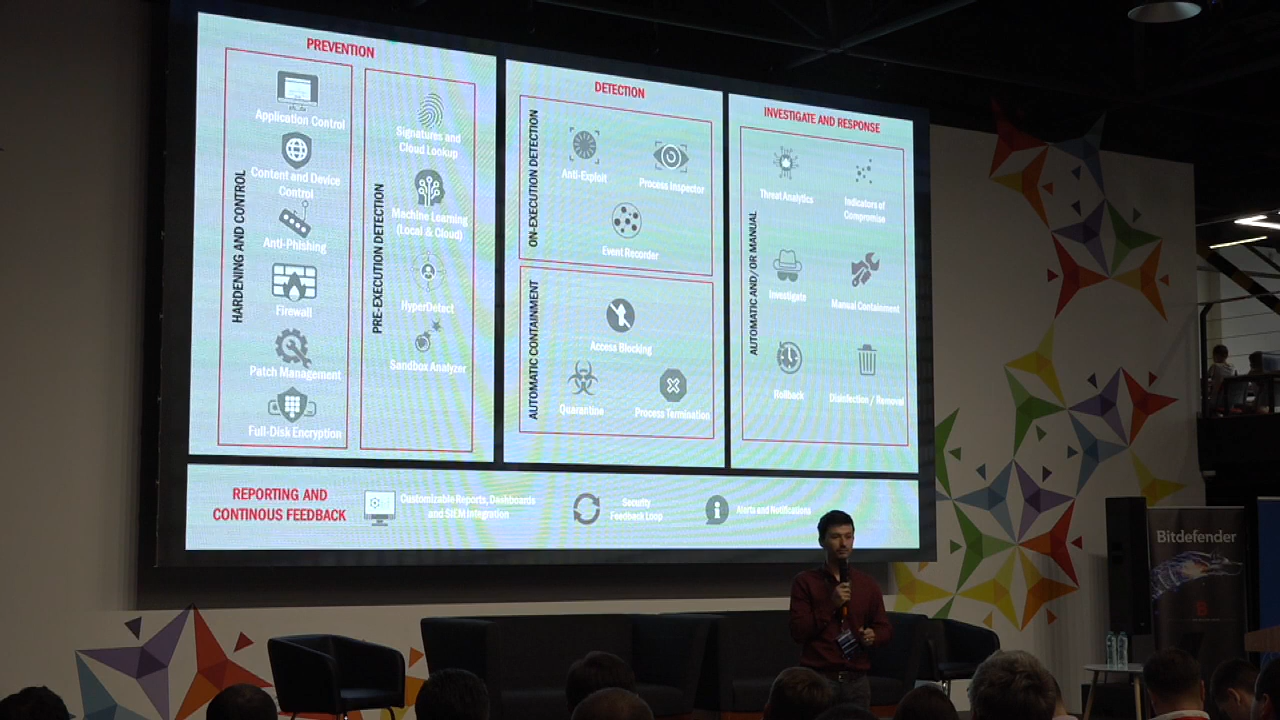 PREVENTION
HARDENING AND CONTROL
Application Control
Content and Device
Control
Anti-Phishing
Firewall
Patch Management
Full-Disk Encryption
PRE-EXECUTION DETECTION
Signatures and
Cloud Lookup
Machine Learning
(Local & Cloud)
HyperDetect
Sandbox Analyzer
DETECTION
ON-EXECUTION DETECTION
Anti-Exploit
Process Inspector
Event Recorder
AUTOMATIC CONTAINMENT
Access Blocking
Quarantine
Process Termination
INVESTIGATE AND RESPONSE
AUTOMATIC AND/OR MANUAL
Threat Analytics
Indicators of
Compromise
Investigate
Manual Containment
Rollback
Disinfection / Removal
REPORTING AND
CONTINOUS FEEDBACK
Customizable Reports, Dashboards
and SIEM Integration
Security
Feedback Loop
Alerts and Notifications
Bitdefender